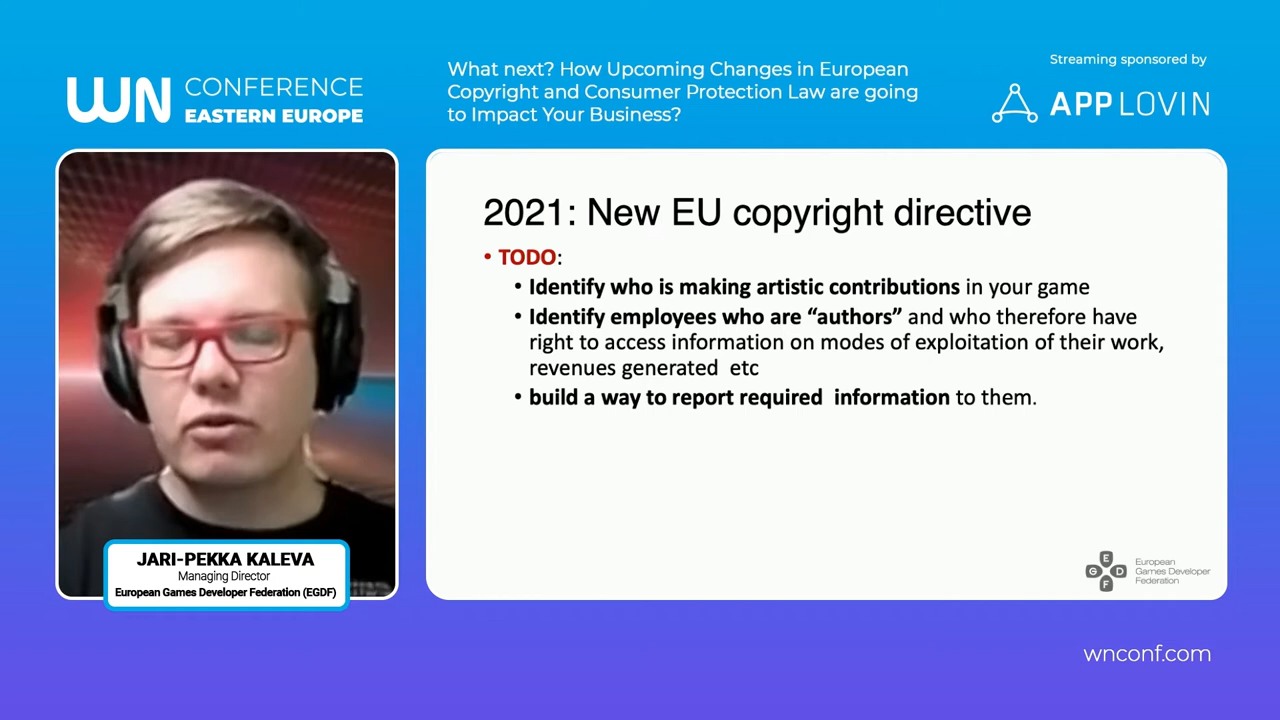 WN CONFERENCE
EASTERN EUROPE
What next? How Upcoming Changes in European
Copyright and Consumer Protection Law are going
to Impact Your Business?
Streaming sponsored by
APPLOVIN
2021: New EU copyright directive
• TODO:
• Identify who is making artistic contributions in your game
• Identify employees who are “authors” and who therefore have
right to access information on modes of exploitation of their work,
revenues generated etc
• build a way to report required information to them.
JARI-PEKKA KALEVA
Managing Director
European Games Developer Federation (EGDF)
E
G D
F
European
Games Developer
Federation
wnconf.com